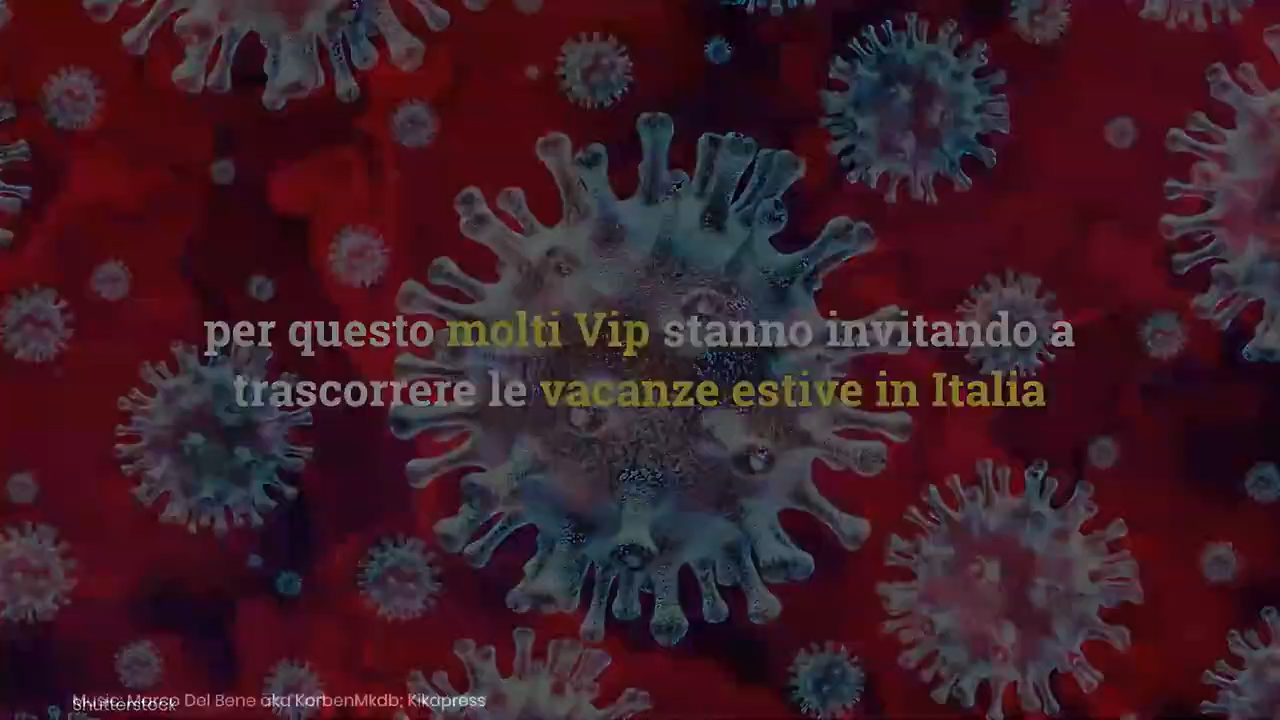 per questo molti Vip stanno invitando a
trascorrere le vacanze estive in Italia
Music: Marco Del Bene aka KorbenMkdb; Kikapress
Shutterstock